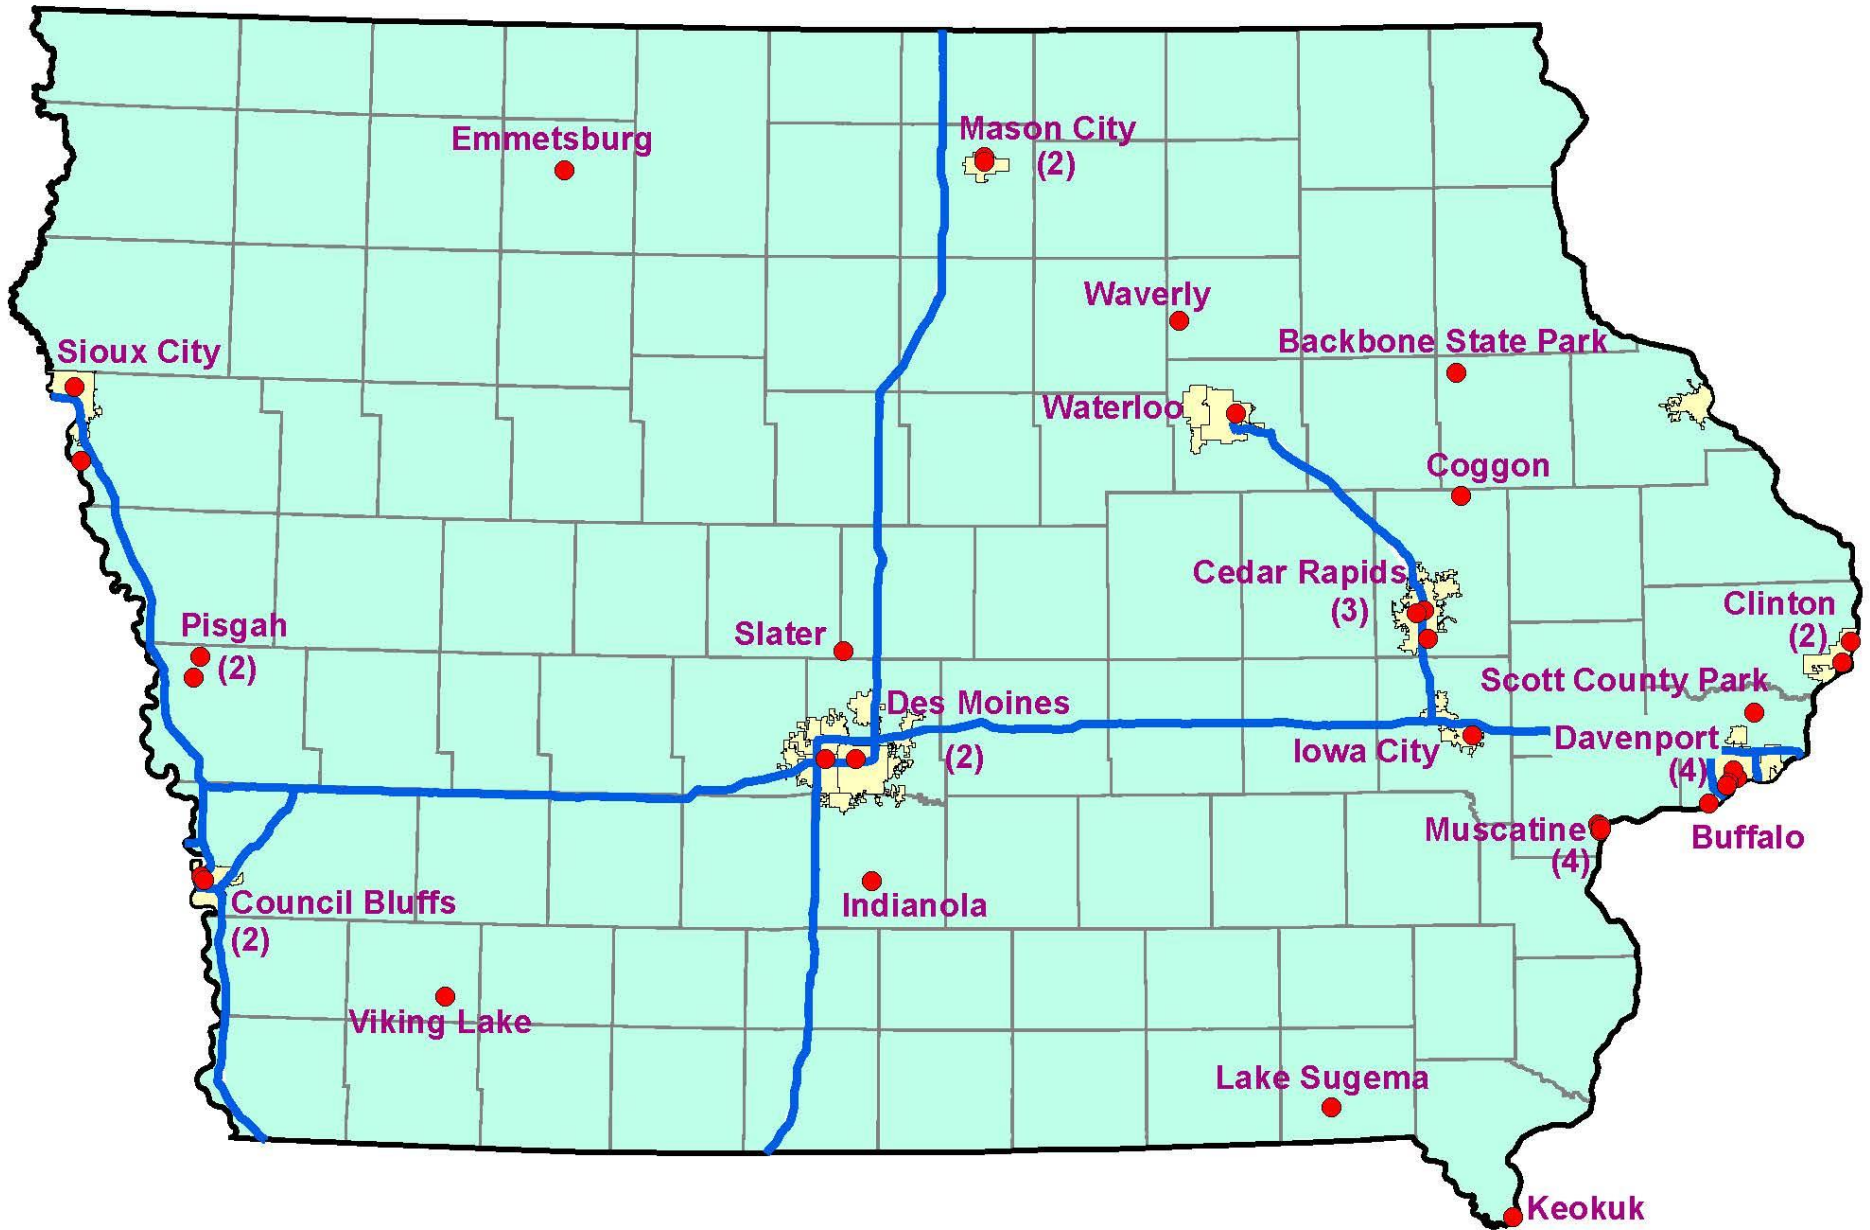 Emmetsburg
Mason City
(2)
Waverly
Backbone State Park
Sioux City
Waterloo
Coggon
Cedar Rapids
(3)
Clinton
(2)
Pisgah
(2)
Slater
Scott County Park
Des Moines
(2)
Iowa City
Davenport
(4)
Muscatine
(4)
Buffalo
Council Bluffs
(2)
Indianola
Viking Lake
Lake Sugema
Keokuk